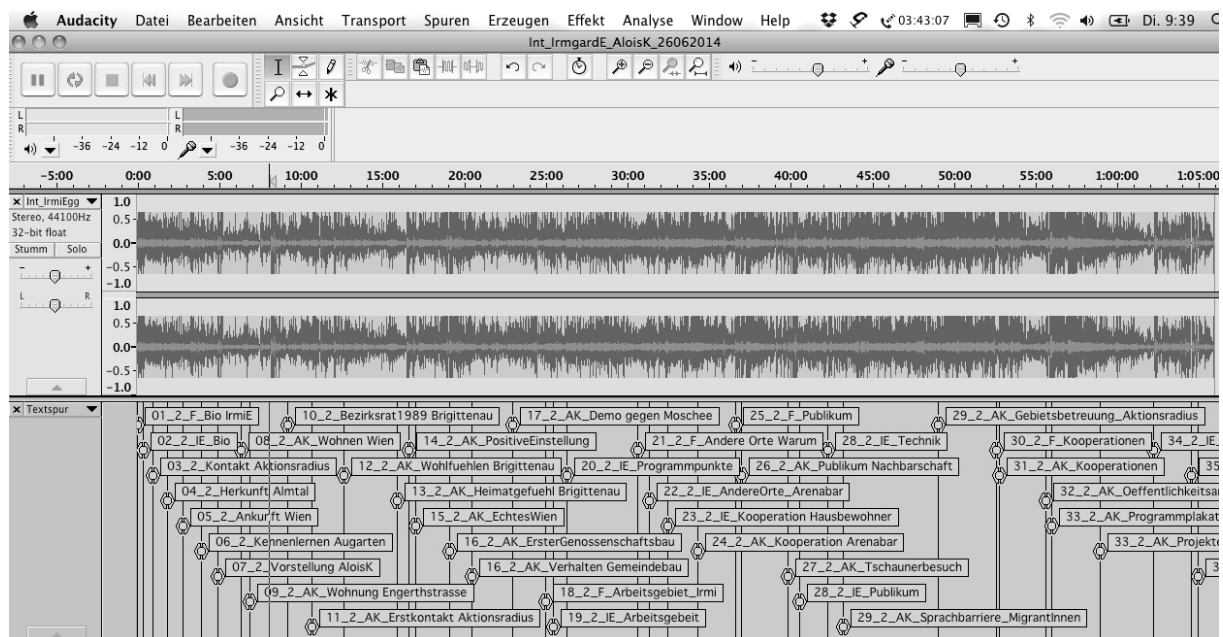 Audacity Datei Bearbeiten Ansicht Transport Spuren Erzeugen Effekt Analyse Window Help 03:43:07 Di. 9:39
Int_IrmgardE_AloisK_26062014
L
R
-36 -24 -12 0
L
R
-36 -24 -12 0
-5:00 0:00 5:00 10:00 15:00 20:00 25:00 30:00 35:00 40:00 45:00 50:00 55:00 1:00:00 1:05:00
Int_IrmiEgg
Stereo, 44100Hz
32-bit float
Stumm Solo
- +
L R
1.0
0.5
0.0
-0.5
-1.0
1.0
0.5
0.0
-0.5
-1.0
Textspur
01_2_F_Bio IrmiE 10_2_Bezirksrat1989 Brigittenau 17_2_AK_Demo gegen Moschee 25_2_F_Publikum 29_2_AK_Gebietsbetreuung_Aktionsradius
02_2_IE_Bio 08_2_AK_Wohnen Wien 14_2_AK_PositiveEinstellung 21_2_F_Andere Orte Warum 28_2_IE_Technik 30_2_F_Kooperationen 34_2_IE_
03_2_Kontakt Aktionsradius 12_2_AK_Wohlfuehlen Brigittenau 20_2_IE_Programmpunkte 26_2_AK_Publikum Nachbarschaft 31_2_AK_Kooperationen 35
04_2_Herkunft Almtal 13_2_AK_Heimatgefuehl Brigittenau 22_2_IE_AndereOrte_Arenabar 32_2_AK_Oeffentlichkeitsa
05_2_Ankunft Wien 15_2_AK_EchtesWien 23_2_IE_Kooperation Hausbewohner 33_2_AK_Programmplakat
06_2_Kennenlernen Augarten 16_2_AK_ErsterGenossenschaftsbau 24_2_AK_Kooperation Arenabar 33_2_AK_Projekte
07_2_Vorstellung AloisK 16_2_AK_Verhalten Gemeindebau 27_2_AK_Tschaunerbesuch 3
09_2_AK_Wohnung Engerthstrasse 18_2_F_Arbeitsgebiet_Irmi 28_2_IE_Publikum
11_2_AK_Erstkontakt Aktionsradius 19_2_IE_Arbeitsgebeit 29_2_AK_Sprachbarriere_MigrantInnen